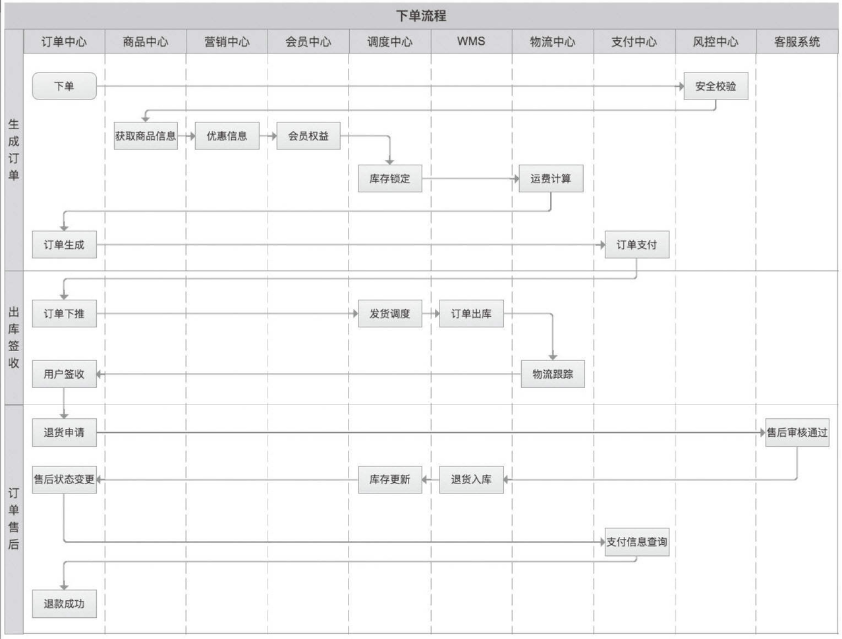 下单流程
订单中心 商品中心 营销中心 会员中心 调度中心 WMS 物流中心 支付中心 风控中心 客服系统
生成订单
下单 安全校验
获取商品信息 优惠信息 会员权益
库存锁定 运费计算
订单生成 订单支付
出库签收
订单下推 发货调度 订单出库
用户签收 物流跟踪
订单售后
退货申请 售后审核通过
售后状态变更 库存更新 退货入库
支付信息查询
退款成功